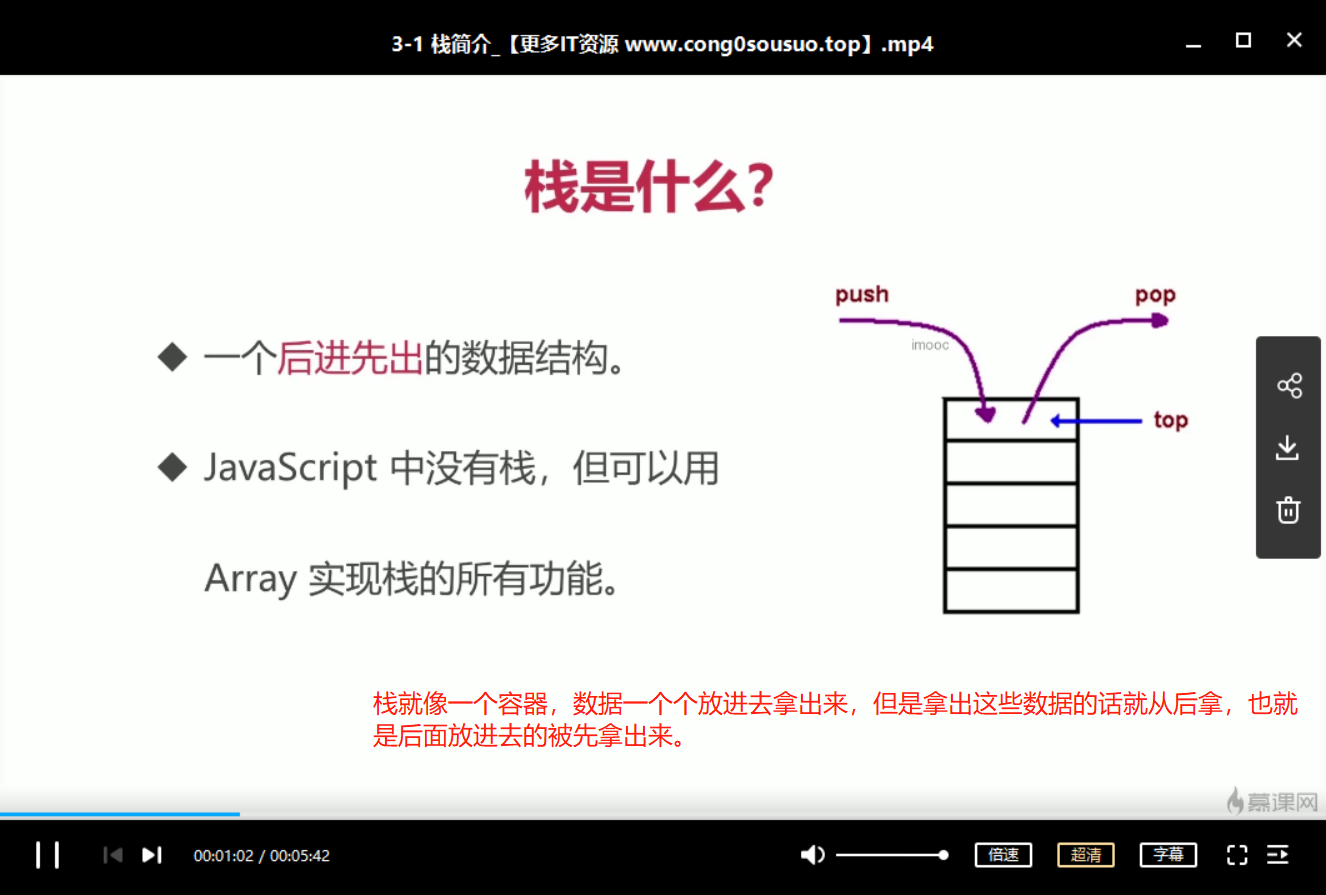 3-1 栈简介_【更多IT资源 www.cong0sousuo.top】.mp4
栈是什么?
push
pop
imooc
top
◆ 一个后进先出的数据结构。
◆ JavaScript 中没有栈，但可以用
Array 实现栈的所有功能。
栈就像一个容器，数据一个个放进去拿出来，但是拿出这些数据的话就从后拿，也就
是后面放进去的被先拿出来。
慕课网
00:01:02 / 00:05:42
倍速
超清
字幕